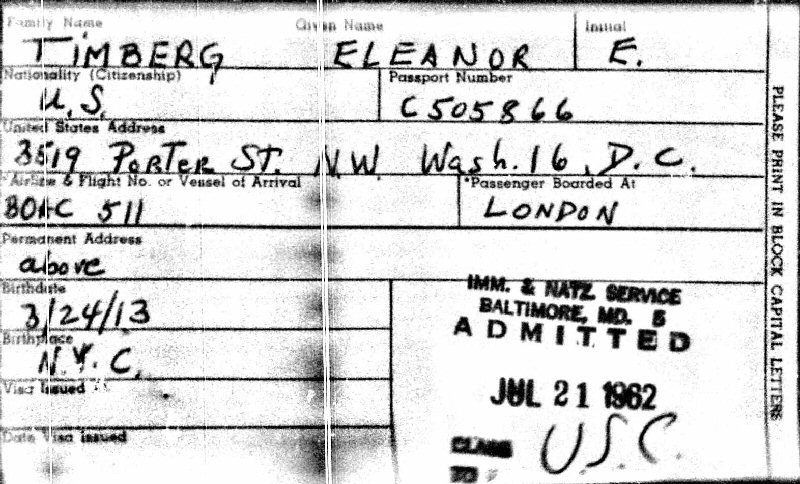 Family Name Given Name Initial
TIMBERG ELEANOR E.
Nationality (Citizenship) Passport Number
U.S. C505866
United States Address
3519 PORTER ST. N.W. Wash. 16, D.C.
Airline & Flight No. or Vessel of Arrival *Passenger Boarded At
BOAC 511 LONDON
Permanent Address
above
Birthdate
3/24/13
Birthplace
N.Y.C.
Visa Issued
Date Visa Issued
IMM. & NATZ. SERVICE
BALTIMORE, MD. 5
ADMITTED
JUL 21 1962
CLASS U.S.C.
TO
PLEASE PRINT IN BLOCK CAPITAL LETTERS